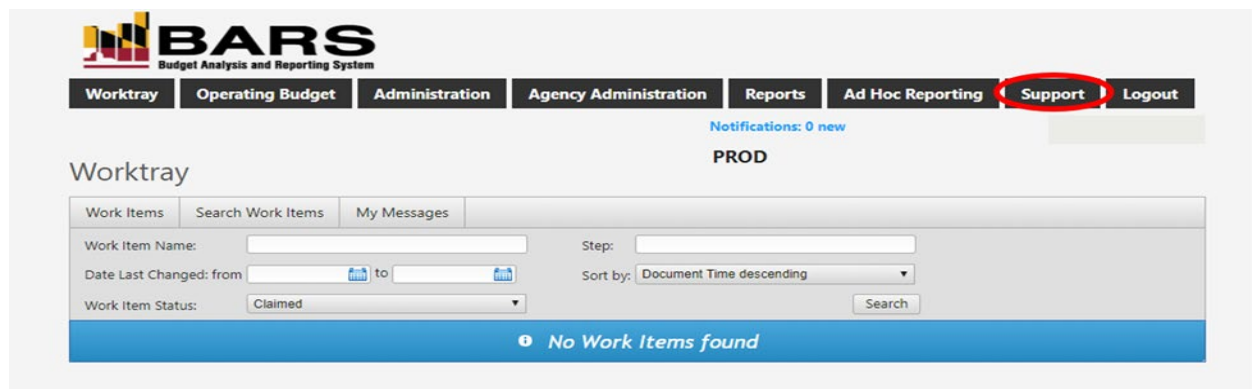 BARS
Budget Analysis and Reporting System
Worktray Operating Budget Administration Agency Administration Reports Ad Hoc Reporting Support Logout
Notifications: 0 new
PROD
Worktray
Work Items Search Work Items My Messages
Work Item Name: Step:
Date Last Changed: from to Sort by: Document Time descending
Work Item Status: Claimed Search
No Work Items found